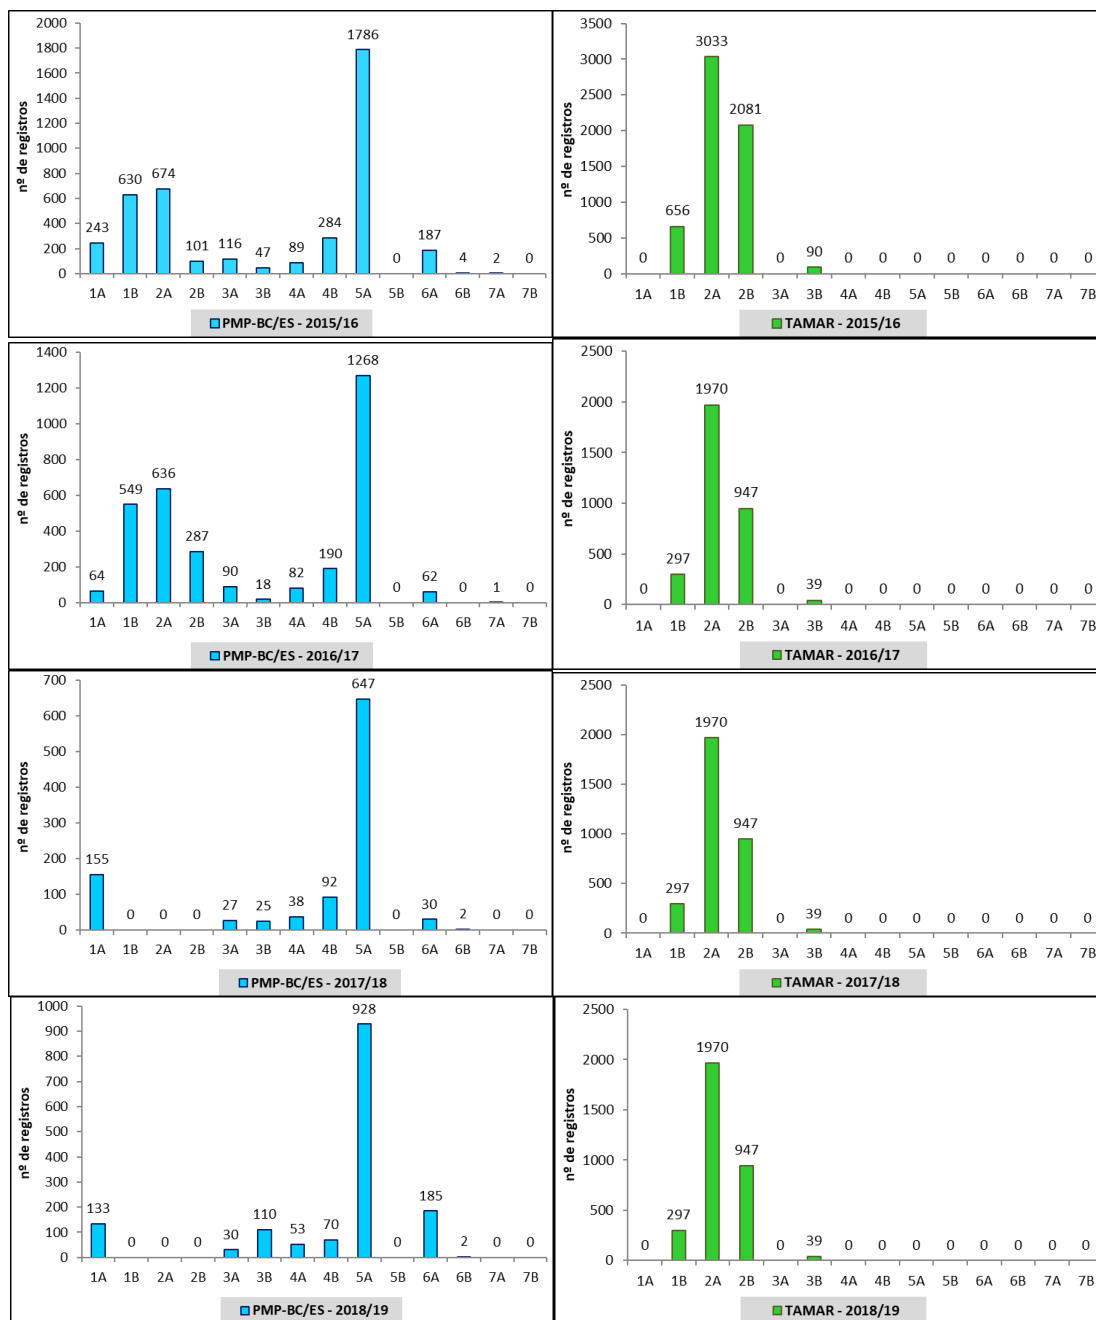 nº de registros
2000
1800
1600
1400
1200
1000
800
600
400
200
0
243 630 674 101 116 47 89 284 1786 0 187 4 2 0
1A 1B 2A 2B 3A 3B 4A 4B 5A 5B 6A 6B 7A 7B
PMP-BC/ES - 2015/16
nº de registros
3500
3000
2500
2000
1500
1000
500
0
0 656 3033 2081 0 90 0 0 0 0 0 0 0 0
1A 1B 2A 2B 3A 3B 4A 4B 5A 5B 6A 6B 7A 7B
TAMAR - 2015/16
nº de registros
1400
1200
1000
800
600
400
200
0
64 549 636 287 90 18 82 190 1268 0 62 0 1 0
1A 1B 2A 2B 3A 3B 4A 4B 5A 5B 6A 6B 7A 7B
PMP-BC/ES - 2016/17
nº de registros
2500
2000
1500
1000
500
0
0 297 1970 947 0 39 0 0 0 0 0 0 0 0
1A 1B 2A 2B 3A 3B 4A 4B 5A 5B 6A 6B 7A 7B
TAMAR - 2016/17
nº de registros
700
600
500
400
300
200
100
0
155 0 0 0 27 25 38 92 647 0 30 2 0 0
1A 1B 2A 2B 3A 3B 4A 4B 5A 5B 6A 6B 7A 7B
PMP-BC/ES - 2017/18
nº de registros
2500
2000
1500
1000
500
0
0 297 1970 947 0 39 0 0 0 0 0 0 0 0
1A 1B 2A 2B 3A 3B 4A 4B 5A 5B 6A 6B 7A 7B
TAMAR - 2017/18
nº de registros
1000
900
800
700
600
500
400
300
200
100
0
133 0 0 0 30 110 53 70 928 0 185 2 0 0
1A 1B 2A 2B 3A 3B 4A 4B 5A 5B 6A 6B 7A 7B
PMP-BC/ES - 2018/19
nº de registros
2500
2000
1500
1000
500
0
0 297 1970 947 0 39 0 0 0 0 0 0 0 0
1A 1B 2A 2B 3A 3B 4A 4B 5A 5B 6A 6B 7A 7B
TAMAR - 2018/19